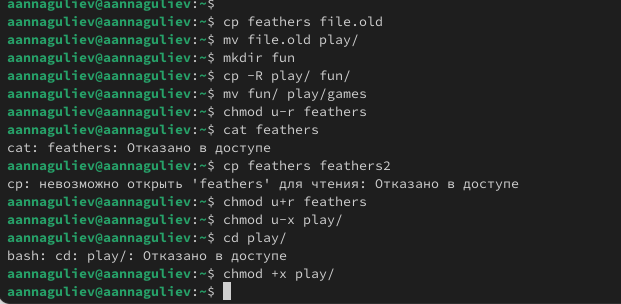 aannaguliev@aannaguliev:~$
aannaguliev@aannaguliev:~$ cp feathers file.old
aannaguliev@aannaguliev:~$ mv file.old play/
aannaguliev@aannaguliev:~$ mkdir fun
aannaguliev@aannaguliev:~$ cp -R play/ fun/
aannaguliev@aannaguliev:~$ mv fun/ play/games
aannaguliev@aannaguliev:~$ chmod u-r feathers
aannaguliev@aannaguliev:~$ cat feathers
cat: feathers: Отказано в доступе
aannaguliev@aannaguliev:~$ cp feathers feathers2
cp: невозможно открыть 'feathers' для чтения: Отказано в доступе
aannaguliev@aannaguliev:~$ chmod u+r feathers
aannaguliev@aannaguliev:~$ chmod u-x play/
aannaguliev@aannaguliev:~$ cd play/
bash: cd: play/: Отказано в доступе
aannaguliev@aannaguliev:~$ chmod +x play/
aannaguliev@aannaguliev:~$